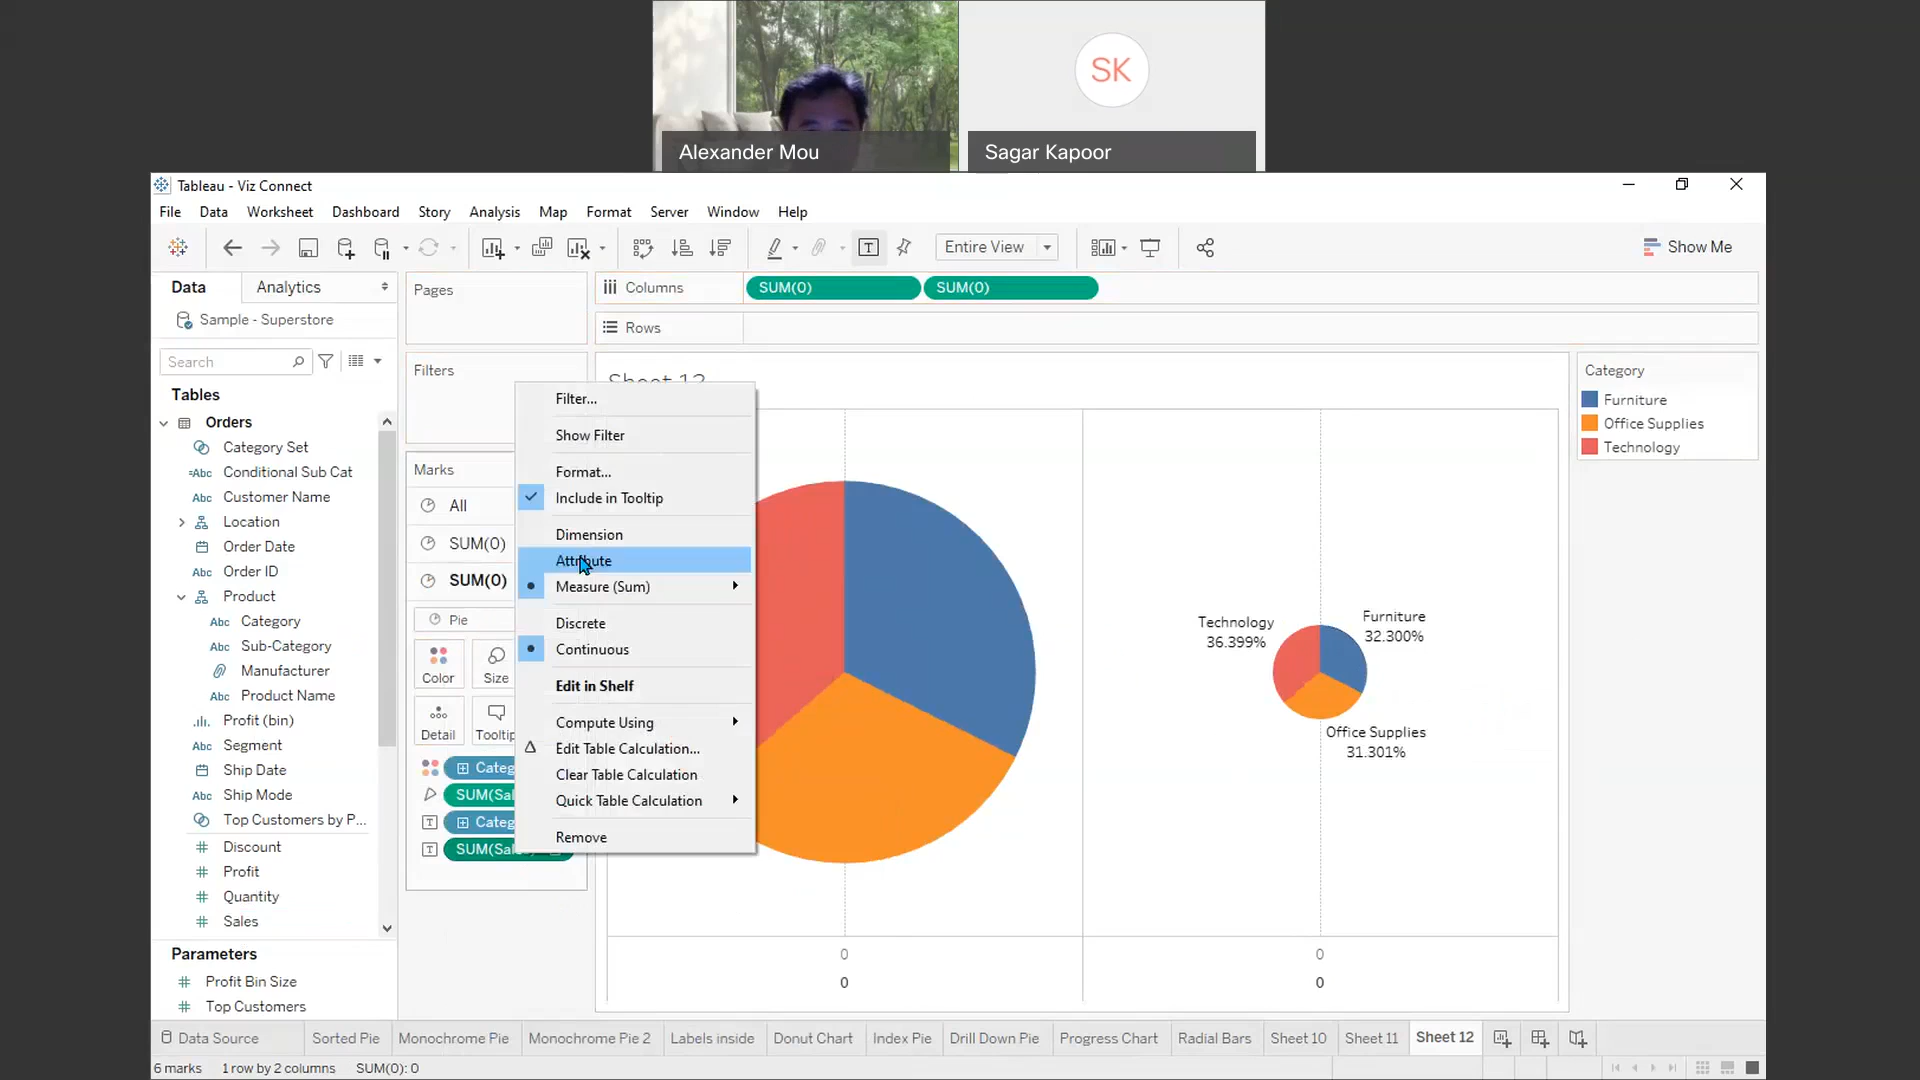 SK
Alexander Mou
Sagar Kapoor
Tableau - Viz Connect
File Data Worksheet Dashboard Story Analysis Map Format Server Window Help
Entire View
Show Me
Data
Analytics
Sample - Superstore
Search
Tables
Orders
Category Set
Conditional Sub Cat
Customer Name
Location
Order Date
Order ID
Product
Category
Sub-Category
Manufacturer
Product Name
Profit (bin)
Segment
Ship Date
Ship Mode
Top Customers by P...
Discount
Profit
Quantity
Sales
Parameters
Profit Bin Size
Top Customers
Pages
Filters
Marks
All
SUM(0)
SUM(0)
Pie
Color
Size
Detail
Tooltip
Categ
SUM(Sal
Categ
SUM(Sal
Columns
SUM(0)
SUM(0)
Rows
Sheet 12
Filter...
Show Filter
Format...
Include in Tooltip
Dimension
Attribute
Measure (Sum)
Discrete
Continuous
Edit in Shelf
Compute Using
Edit Table Calculation...
Clear Table Calculation
Quick Table Calculation
Remove
Technology
36.399%
Furniture
32.300%
Office Supplies
31.301%
0
0
0
0
Category
Furniture
Office Supplies
Technology
Data Source Sorted Pie Monochrome Pie Monochrome Pie 2 Labels inside Donut Chart Index Pie Drill Down Pie Progress Chart Radial Bars Sheet 10 Sheet 11 Sheet 12
6 marks 1 row by 2 columns SUM(0): 0